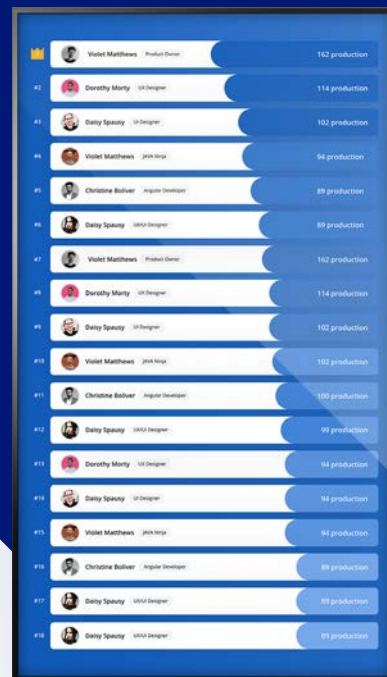 Violet Matthews Product Owner 162 production
#2 Dorothy Morty UX Designer 114 production
#3 Daisy Spausy UI Designer 102 production
#4 Violet Matthews JAVA Ninja 94 production
#5 Christine Boliver Angular Developer 89 production
#6 Daisy Spausy UX/UI Designer 89 production
#7 Violet Matthews Product Owner 162 production
#8 Dorothy Morty UX Designer 114 production
#9 Daisy Spausy UI Designer 102 production
#10 Violet Matthews JAVA Ninja 102 production
#11 Christine Boliver Angular Developer 100 production
#12 Daisy Spausy UX/UI Designer 99 production
#13 Dorothy Morty UX Designer 94 production
#14 Daisy Spausy UI Designer 94 production
#15 Violet Matthews JAVA Ninja 94 production
#16 Christine Boliver Angular Developer 89 production
#17 Daisy Spausy UX/UI Designer 89 production
#18 Daisy Spausy UX/UI Designer 89 production